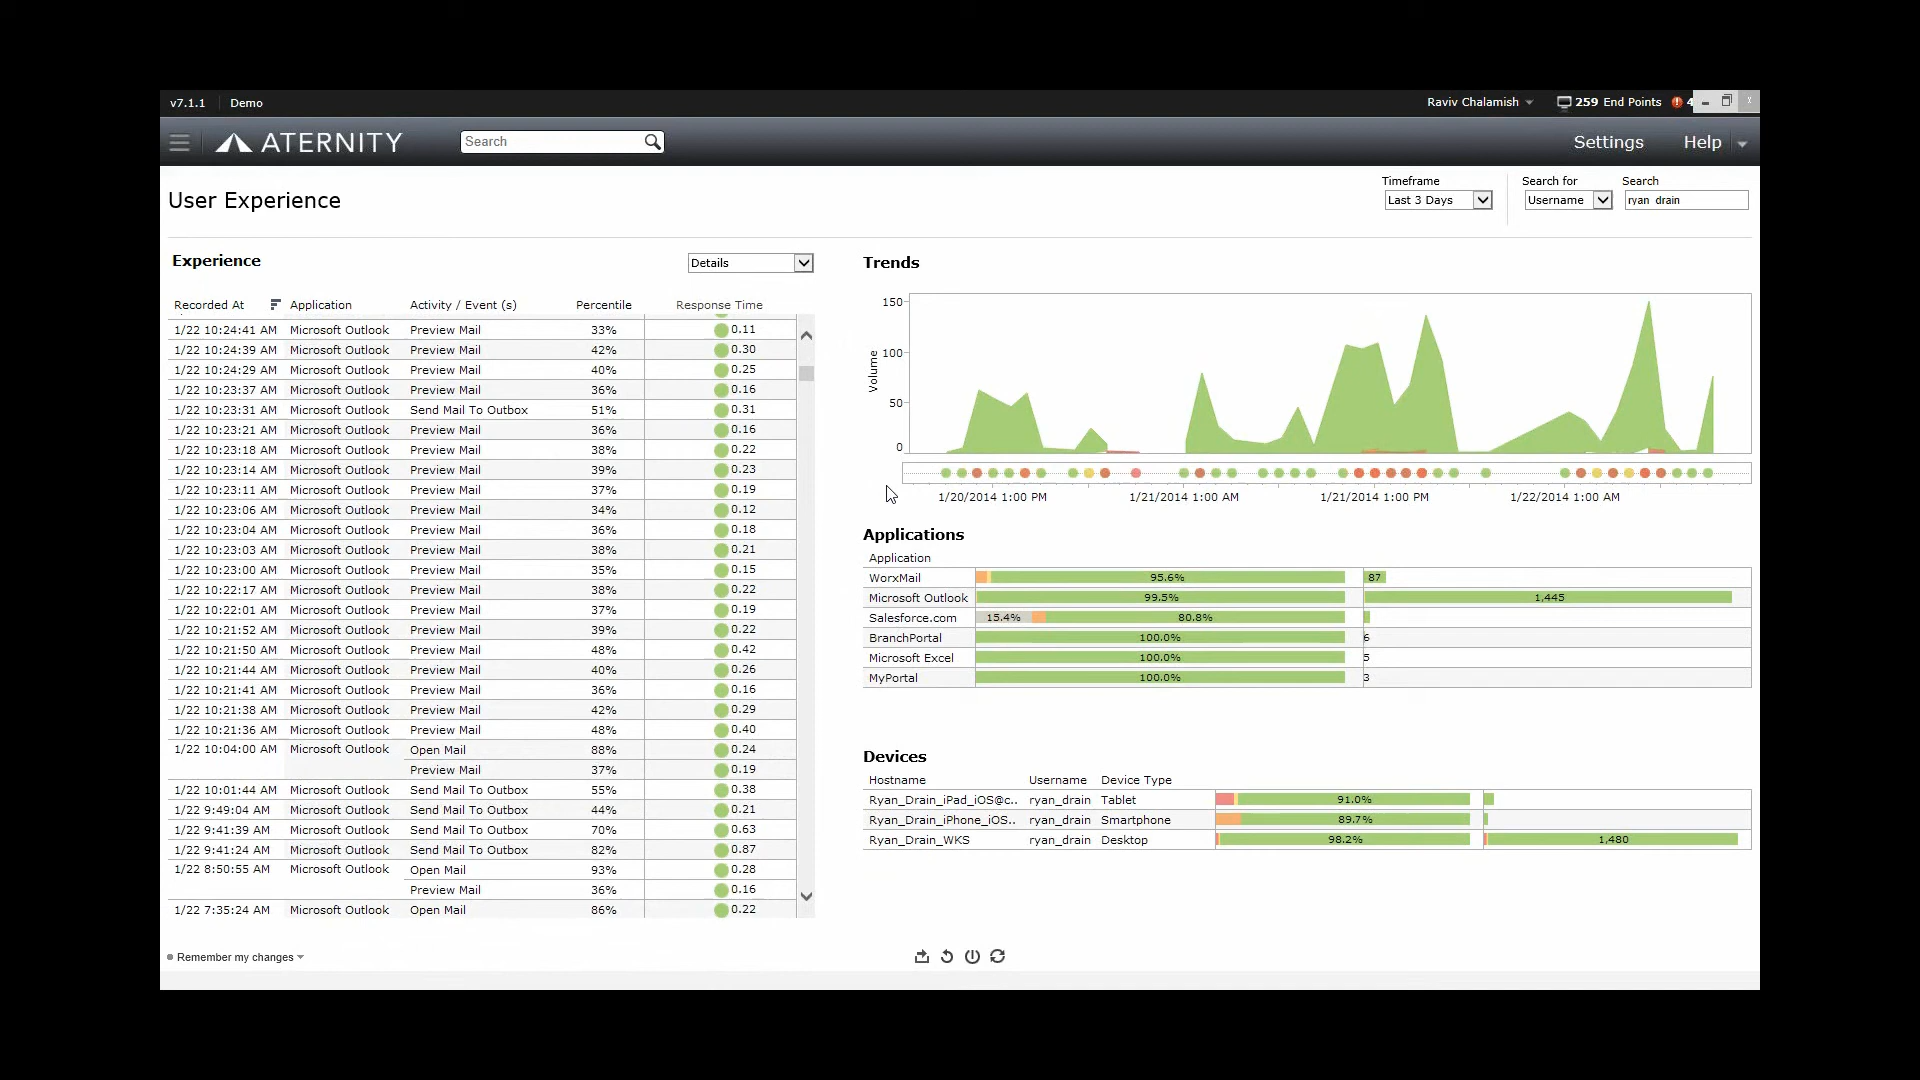 v7.1.1 Demo Raviv Chalamish 259 End Points 4
ATERNITY Search Settings Help
User Experience
Timeframe Search for Search
Last 3 Days Username ryan drain
Experience Details
Recorded At Application Activity / Event (s) Percentile Response Time
1/22 10:24:41 AM Microsoft Outlook Preview Mail 33% 0.11
1/22 10:24:39 AM Microsoft Outlook Preview Mail 42% 0.30
1/22 10:24:29 AM Microsoft Outlook Preview Mail 40% 0.25
1/22 10:23:37 AM Microsoft Outlook Preview Mail 36% 0.16
1/22 10:23:31 AM Microsoft Outlook Send Mail To Outbox 51% 0.31
1/22 10:23:21 AM Microsoft Outlook Preview Mail 36% 0.16
1/22 10:23:18 AM Microsoft Outlook Preview Mail 38% 0.22
1/22 10:23:14 AM Microsoft Outlook Preview Mail 39% 0.23
1/22 10:23:11 AM Microsoft Outlook Preview Mail 37% 0.19
1/22 10:23:06 AM Microsoft Outlook Preview Mail 34% 0.12
1/22 10:23:04 AM Microsoft Outlook Preview Mail 36% 0.18
1/22 10:23:03 AM Microsoft Outlook Preview Mail 38% 0.21
1/22 10:23:00 AM Microsoft Outlook Preview Mail 35% 0.15
1/22 10:22:17 AM Microsoft Outlook Preview Mail 38% 0.22
1/22 10:22:01 AM Microsoft Outlook Preview Mail 37% 0.19
1/22 10:21:52 AM Microsoft Outlook Preview Mail 39% 0.22
1/22 10:21:50 AM Microsoft Outlook Preview Mail 48% 0.42
1/22 10:21:44 AM Microsoft Outlook Preview Mail 40% 0.26
1/22 10:21:41 AM Microsoft Outlook Preview Mail 36% 0.16
1/22 10:21:38 AM Microsoft Outlook Preview Mail 42% 0.29
1/22 10:21:36 AM Microsoft Outlook Preview Mail 48% 0.40
1/22 10:04:00 AM Microsoft Outlook Open Mail 88% 0.24
Preview Mail 37% 0.19
1/22 10:01:44 AM Microsoft Outlook Send Mail To Outbox 55% 0.38
1/22 9:49:04 AM Microsoft Outlook Send Mail To Outbox 44% 0.21
1/22 9:41:39 AM Microsoft Outlook Send Mail To Outbox 70% 0.63
1/22 9:41:24 AM Microsoft Outlook Send Mail To Outbox 82% 0.87
1/22 8:50:55 AM Microsoft Outlook Open Mail 93% 0.28
Preview Mail 36% 0.16
1/22 7:35:24 AM Microsoft Outlook Open Mail 86% 0.22
Remember my changes
Trends
150
100
50
0
Volume
1/20/2014 1:00 PM 1/21/2014 1:00 AM 1/21/2014 1:00 PM 1/22/2014 1:00 AM
Applications
Application
WorxMail 95.6% 87
Microsoft Outlook 99.5% 1,445
Salesforce.com 15.4% 80.8%
BranchPortal 100.0% 6
Microsoft Excel 100.0% 5
MyPortal 100.0% 3
Devices
Hostname Username Device Type
Ryan_Drain_iPad_iOS@c.. ryan_drain Tablet 91.0%
Ryan_Drain_iPhone_iOS.. ryan_drain Smartphone 89.7%
Ryan_Drain_WKS ryan_drain Desktop 98.2% 1,480